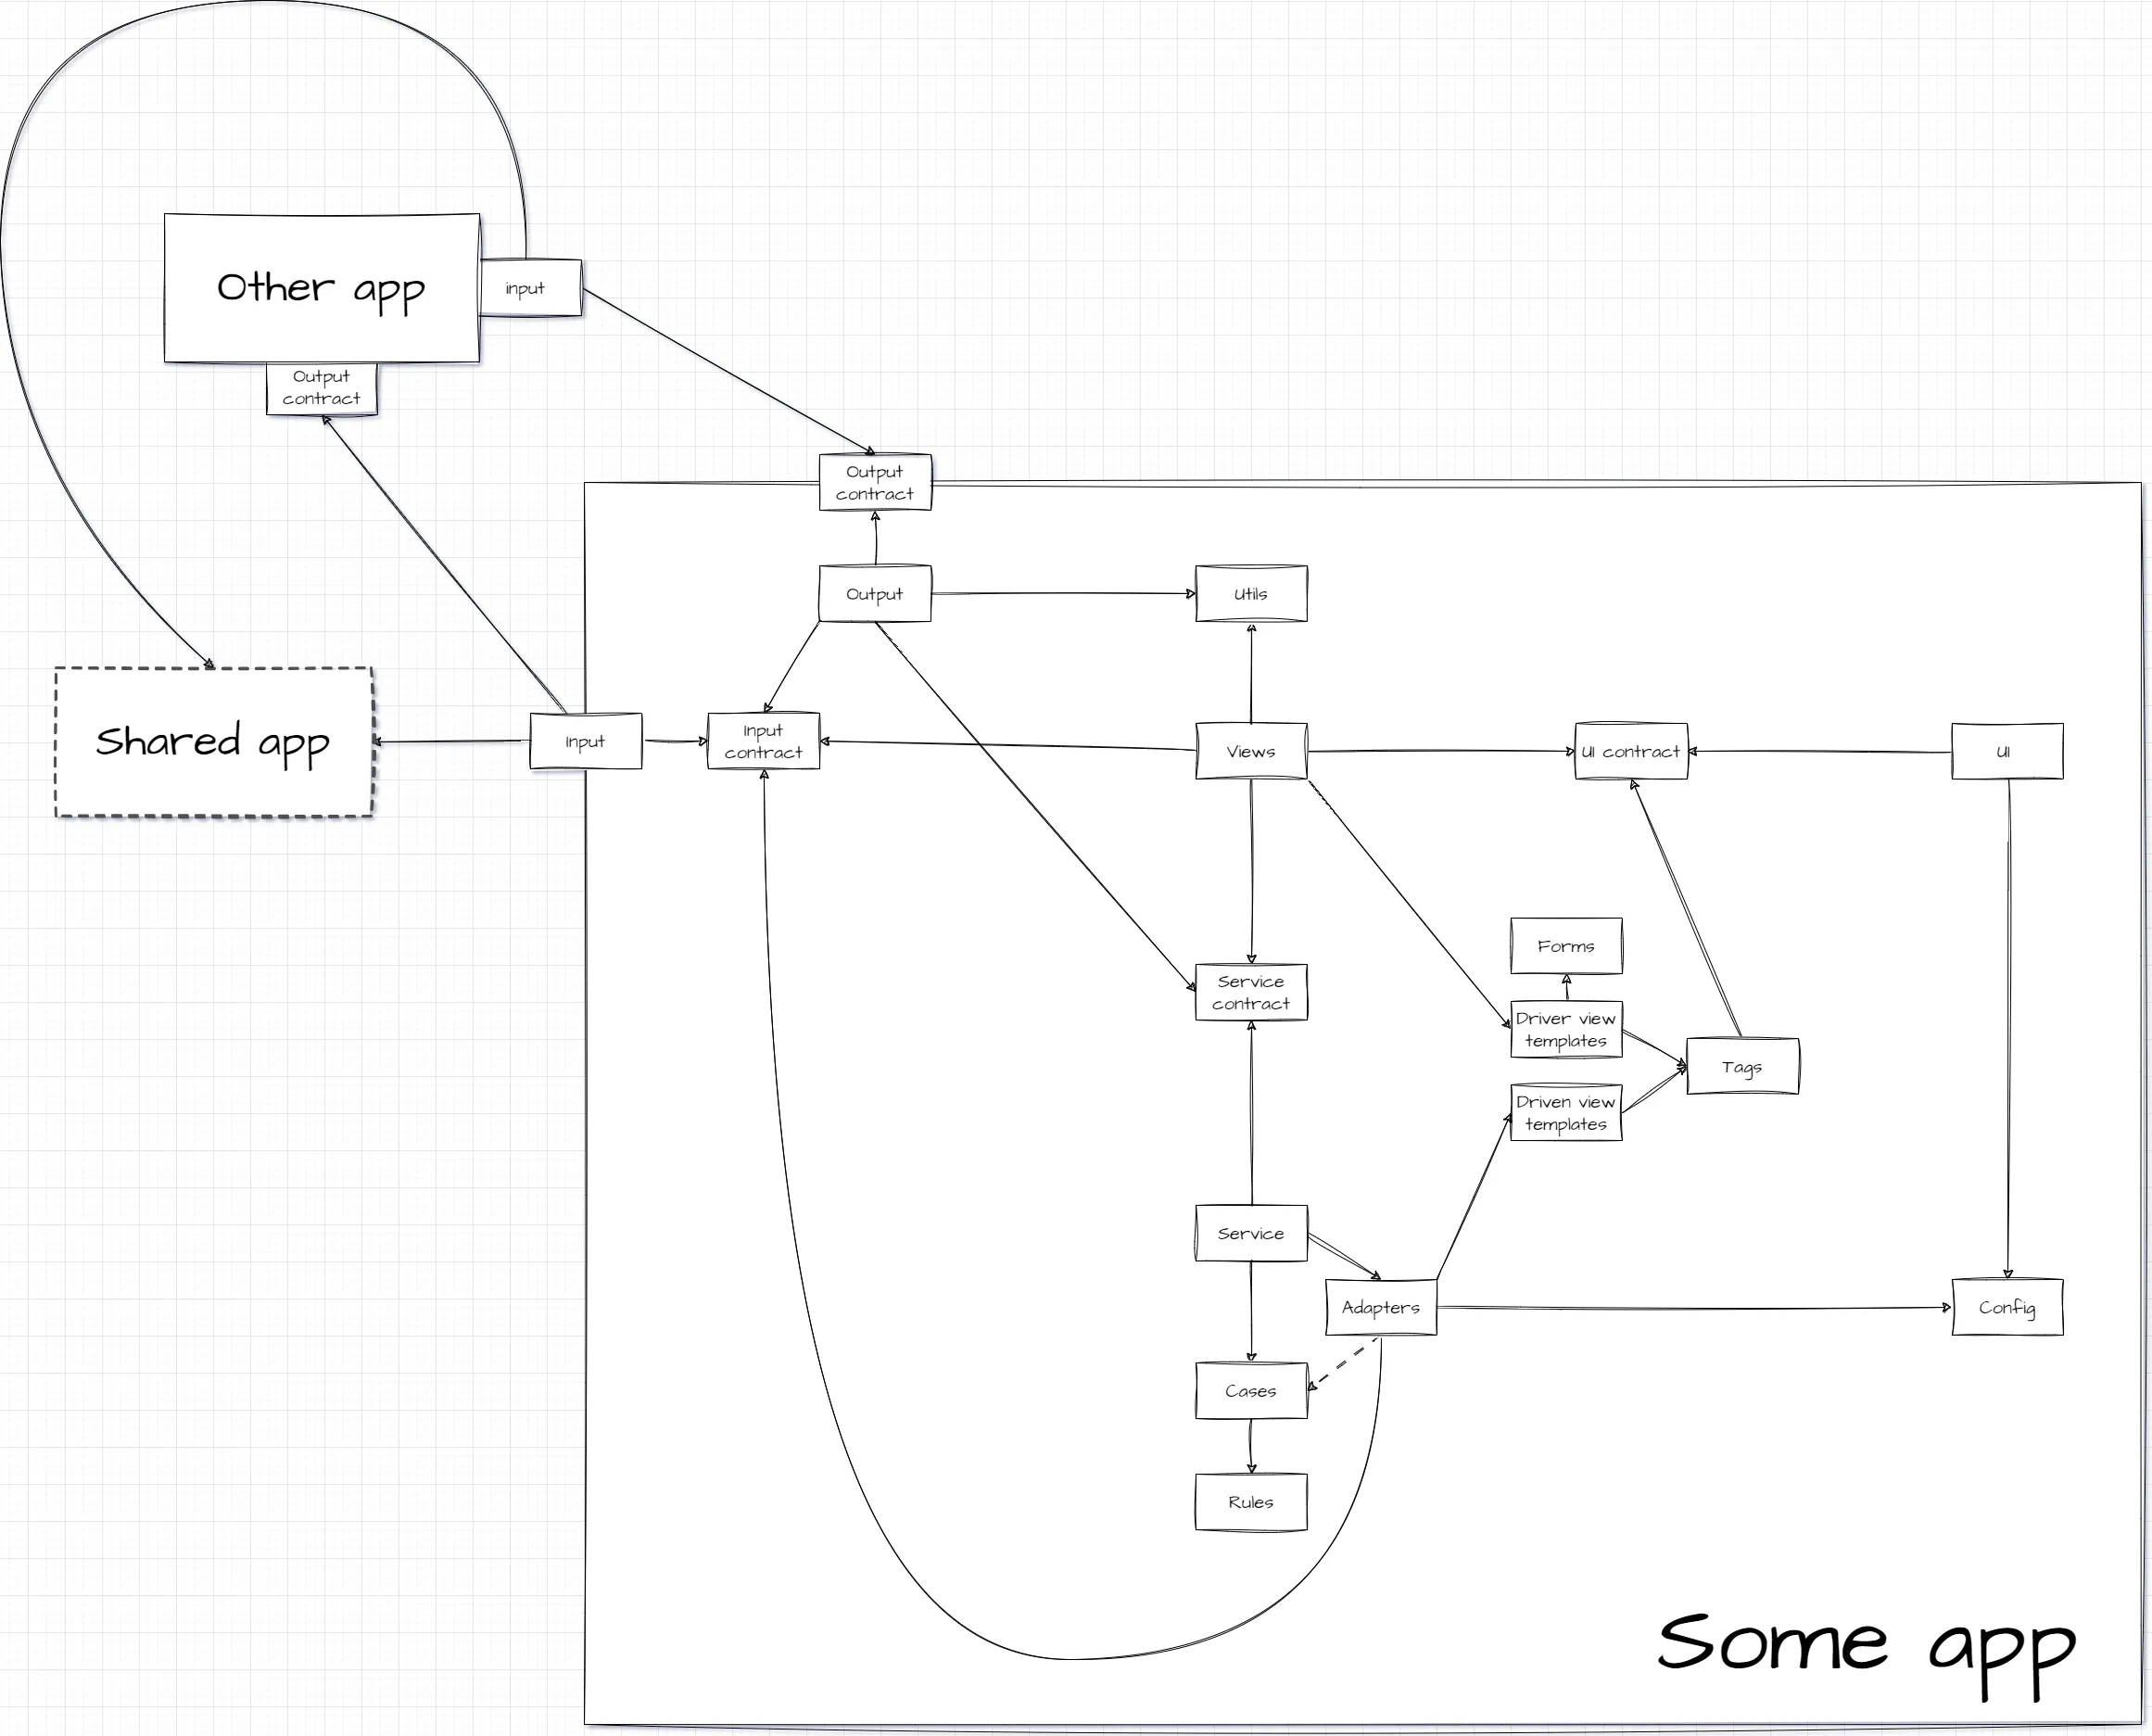 Other app
input
Output
contract
Output
contract
Output
Utils
Shared app
Input
Input
contract
Views
UI contract
UI
Forms
Service
contract
Driver view
templates
Tags
Driven view
templates
Service
Adapters
Config
Cases
Rules
Some app